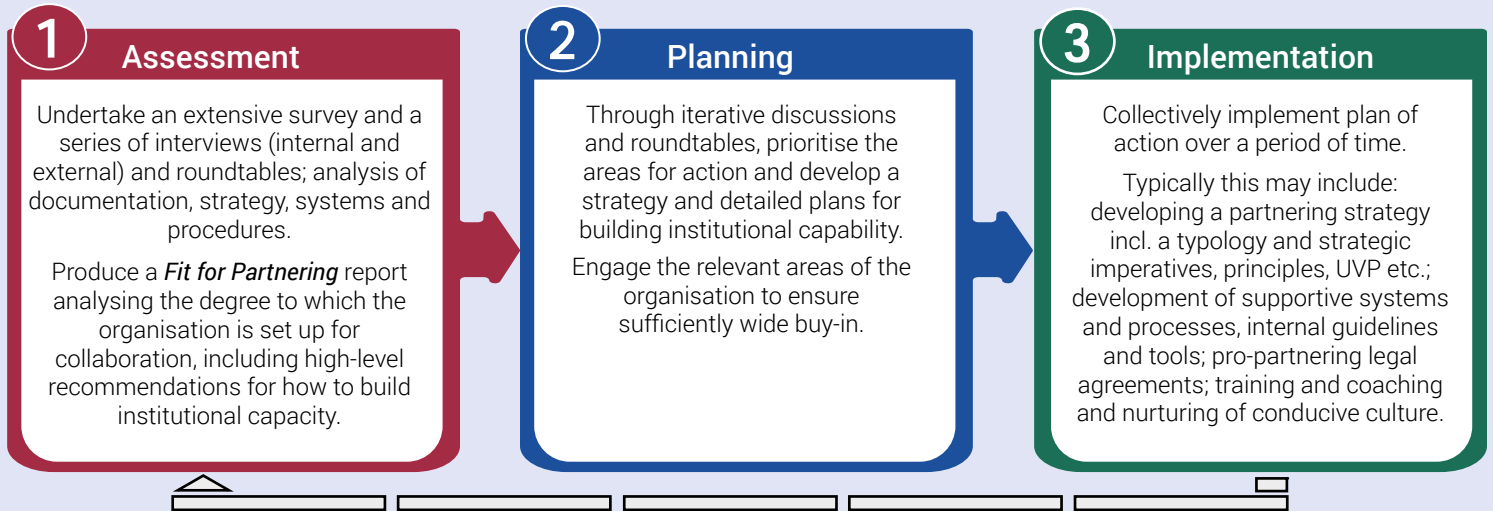 1
Assessment
Undertake an extensive survey and a
series of interviews (internal and
external) and roundtables; analysis of
documentation, strategy, systems and
procedures.
Produce a Fit for Partnering report
analysing the degree to which the
organisation is set up for
collaboration, including high-level
recommendations for how to build
institutional capacity.
2
Planning
Through iterative discussions
and roundtables, prioritise the
areas for action and develop a
strategy and detailed plans for
building institutional capability.
Engage the relevant areas of the
organisation to ensure
sufficiently wide buy-in.
3
Implementation
Collectively implement plan of
action over a period of time.
Typically this may include:
developing a partnering strategy
incl. a typology and strategic
imperatives, principles, UVP etc.;
development of supportive systems
and processes, internal guidelines
and tools; pro-partnering legal
agreements; training and coaching
and nurturing of conducive culture.